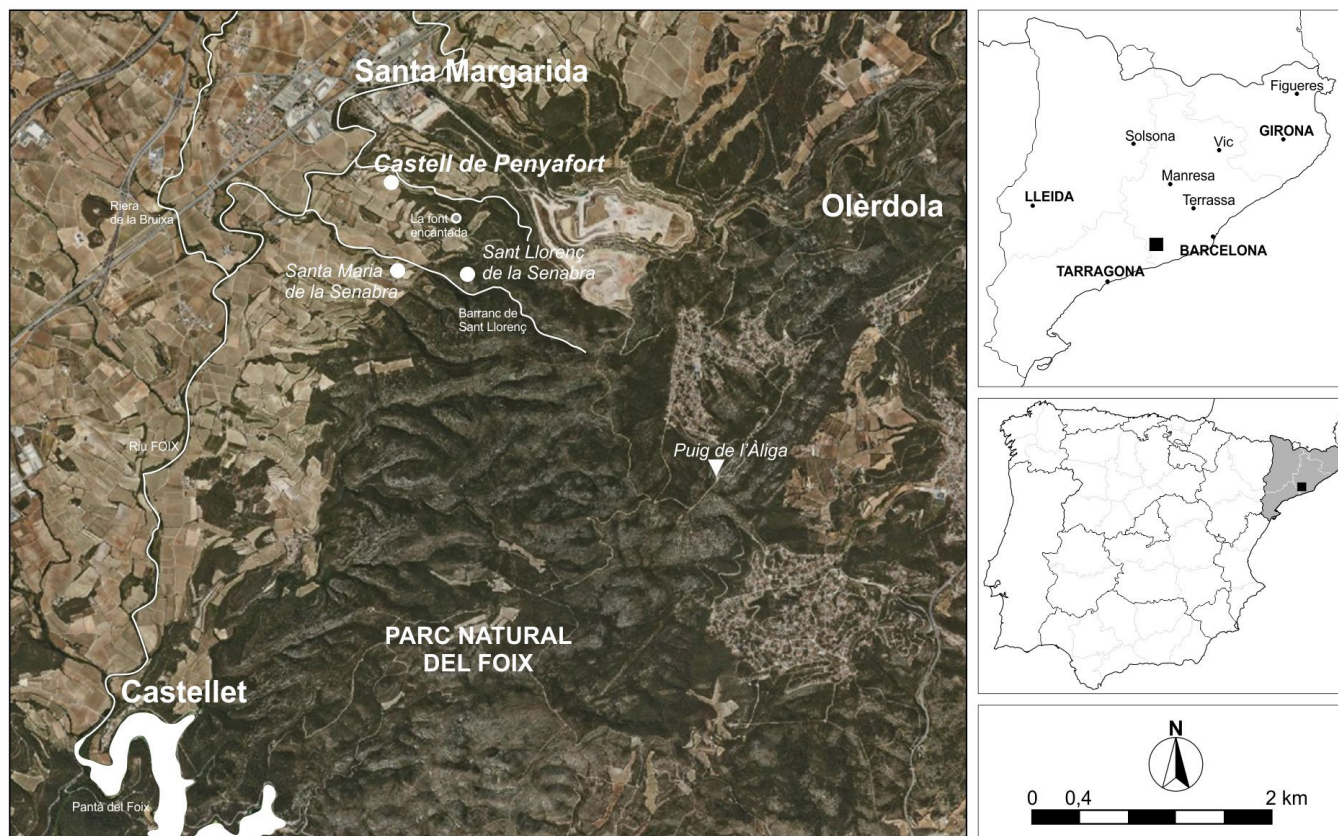 Santa Margarida
Castell de Penyafort
Riera
de la Bruixa
La font
encantada
Olèrdola
Santa Maria
de la Senabra
Sant Llorenç
de la Senabra
Barranc de
Sant Llorenç
Riu FOIX
Puig de l'Àliga
PARC NATURAL
DEL FOIX
Castellet
Pantà del Foix
Figueres
Solsona
Vic
GIRONA
Manresa
LLEIDA
Terrassa
BARCELONA
TARRAGONA
N
0 0,4 2 km